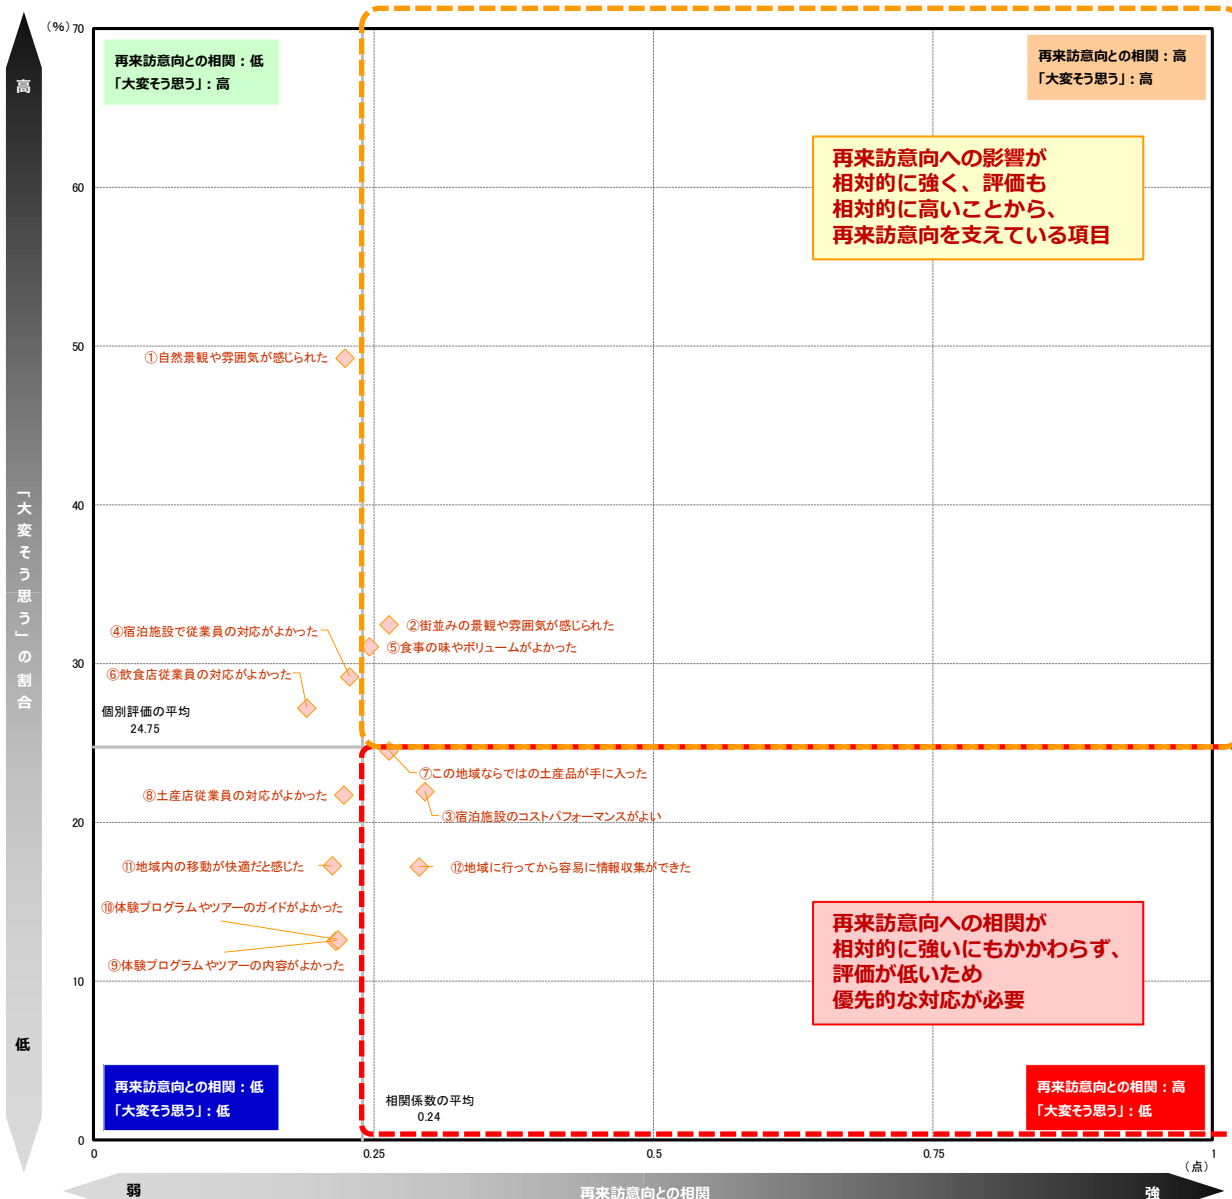 (%)
70
60
50
40
30
20
10
0
高
「大変そう思う」の割合
低
再来訪意向との相関:低
「大変そう思う」:高
再来訪意向との相関:高
「大変そう思う」:高
再来訪意向への影響が
相対的に強く、評価も
相対的に高いことから、
再来訪意向を支えている項目
①自然景観や雰囲気が感じられた
②街並みの景観や雰囲気が感じられた
④宿泊施設で従業員の対応がよかった
⑤食事の味やボリュームがよかった
⑥飲食店従業員の対応がよかった
個別評価の平均
24.75
⑦この地域ならではの土産品が手に入った
⑧土産店従業員の対応がよかった
③宿泊施設のコストパフォーマンスがよい
⑪地域内の移動が快適だと感じた
⑫地域に行ってから容易に情報収集ができた
⑩体験プログラムやツアーのガイドがよかった
⑨体験プログラムやツアーの内容がよかった
再来訪意向への相関が
相対的に強いにもかかわらず、
評価が低いため
優先的な対応が必要
再来訪意向との相関:低
「大変そう思う」:低
相関係数の平均
0.24
再来訪意向との相関:高
「大変そう思う」:低
0
0.25
0.5
0.75
1
(点)
弱
再来訪意向との相関
強